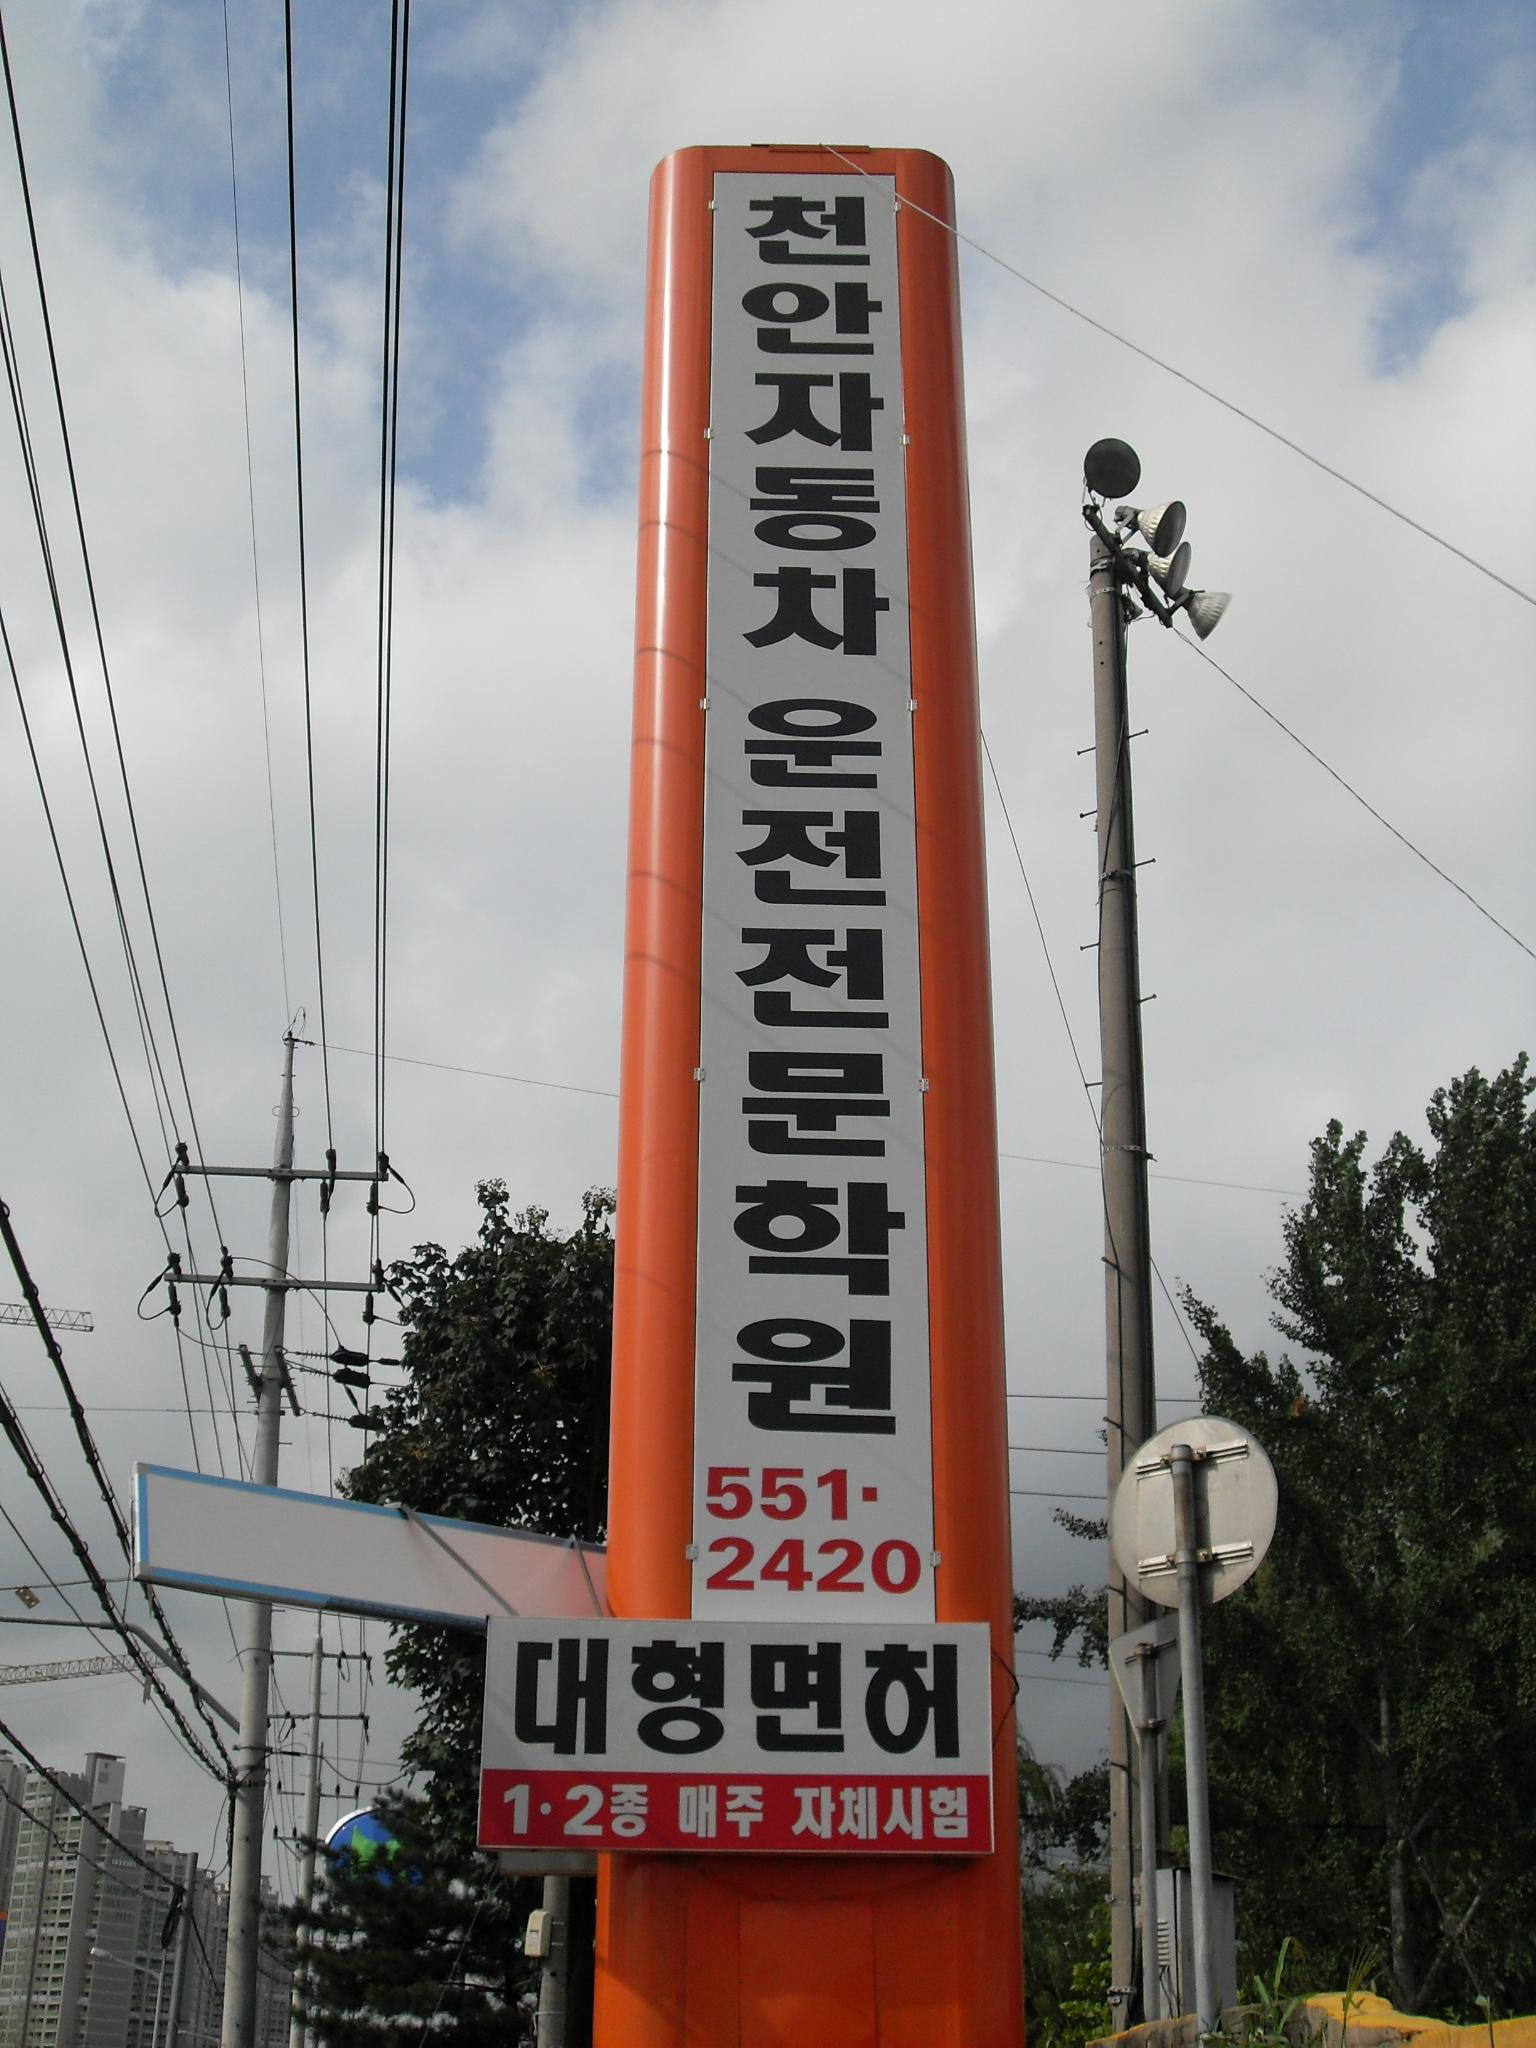 천안자동차 운전전문학원
551-
2420
대형면허
1·2종 매주 자체시험